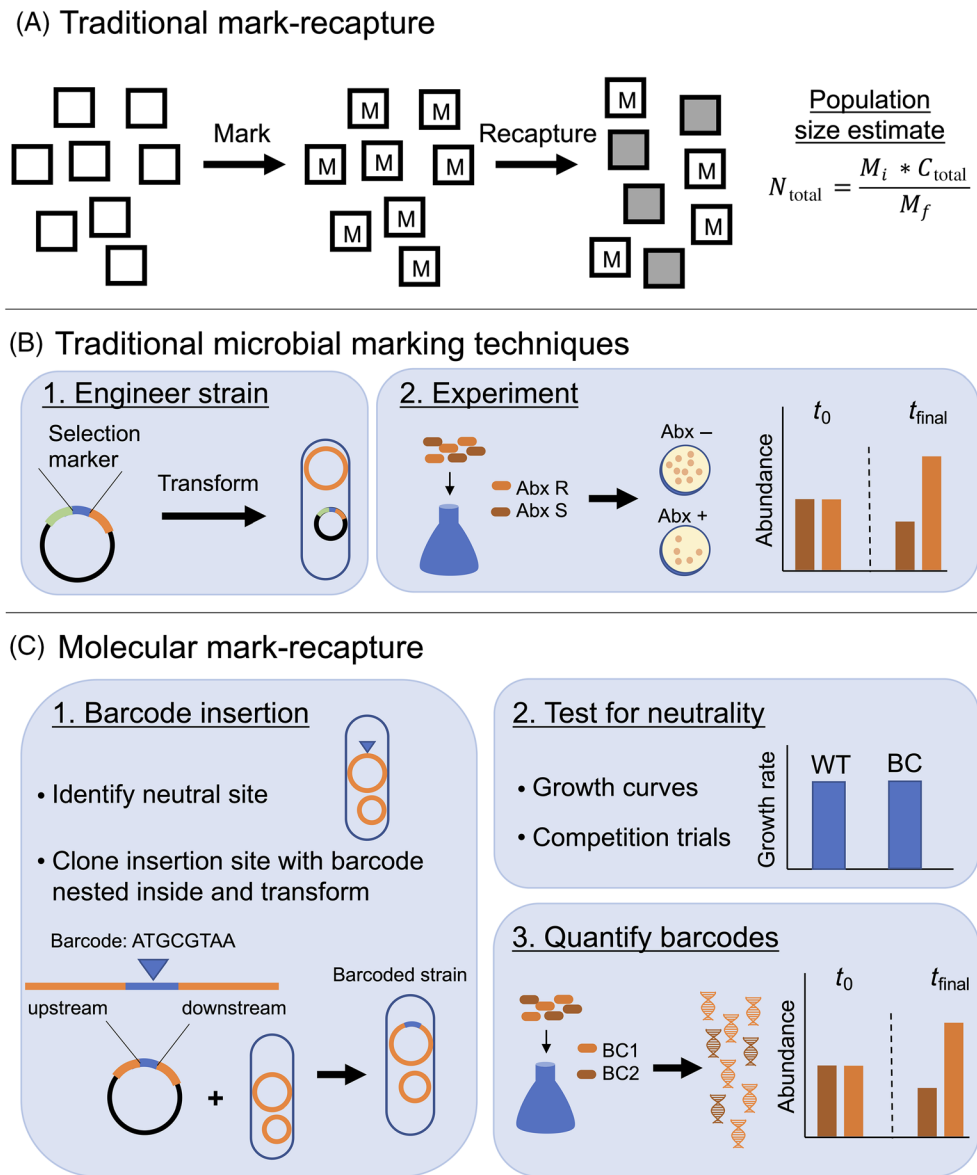 (A) Traditional mark-recapture
Mark
M
M
M
M
M
M
M
M
Recapture
M
M
M
M
Population
size estimate
N_total = M_i * C_total / M_f
(B) Traditional microbial marking techniques
1. Engineer strain
Selection
marker
Transform
2. Experiment
Abx R
Abx S
Abx –
Abx +
Abundance
t_0
t_final
(C) Molecular mark-recapture
1. Barcode insertion
• Identify neutral site
• Clone insertion site with barcode
nested inside and transform
Barcode: ATGCGTAA
upstream
downstream
+
Barcoded strain
2. Test for neutrality
• Growth curves
• Competition trials
Growth rate
WT
BC
3. Quantify barcodes
BC1
BC2
Abundance
t_0
t_final